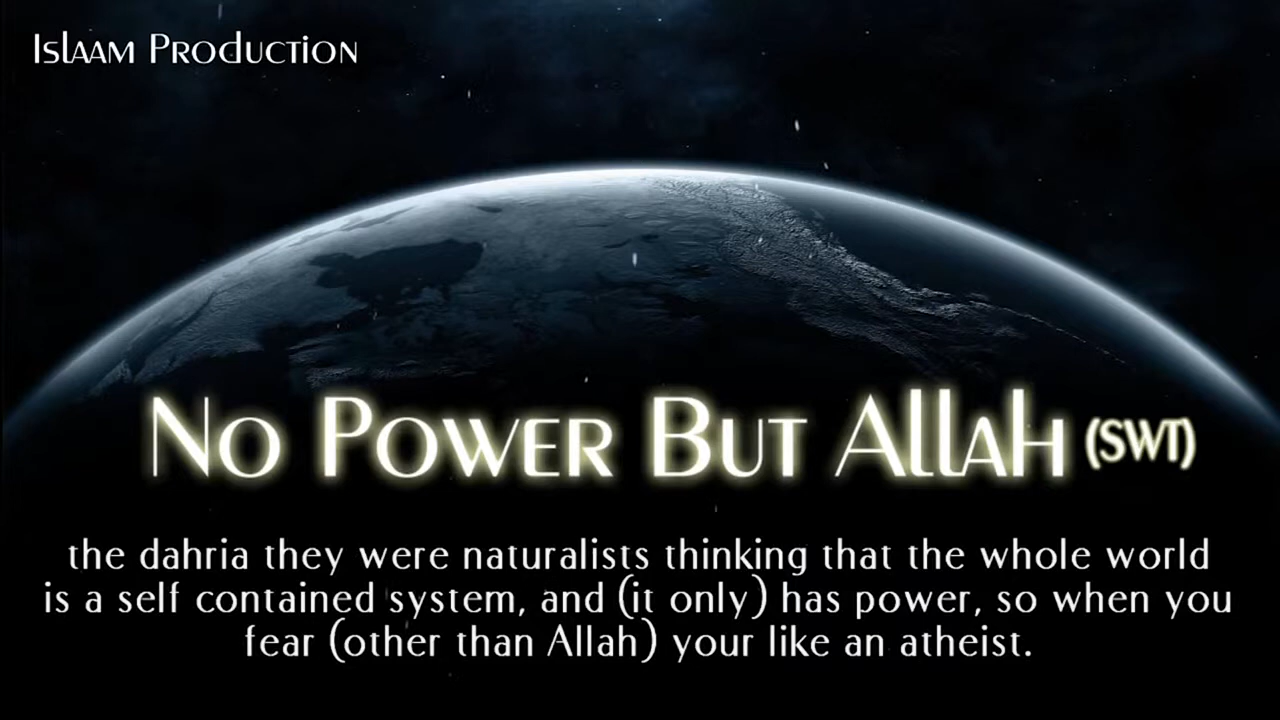 Islaam Production
No Power But Allah (SWT)
the dahria they were naturalists thinking that the whole world
is a self contained system, and (it only) has power, so when you
fear (other than Allah) your like an atheist.